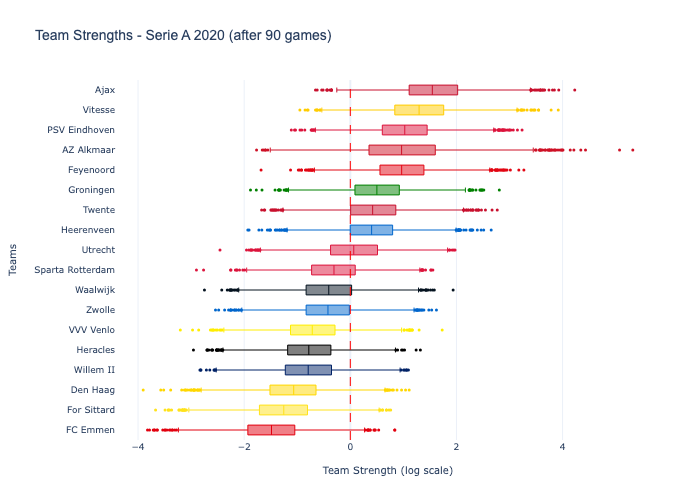 Team Strengths - Serie A 2020 (after 90 games)
Ajax
Vitesse
PSV Eindhoven
AZ Alkmaar
Feyenoord
Groningen
Twente
Heerenveen
Utrecht
Sparta Rotterdam
Waalwijk
Zwolle
VVV Venlo
Heracles
Willem II
Den Haag
For Sittard
FC Emmen
Teams
−4 −2 0 2 4
Team Strength (log scale)